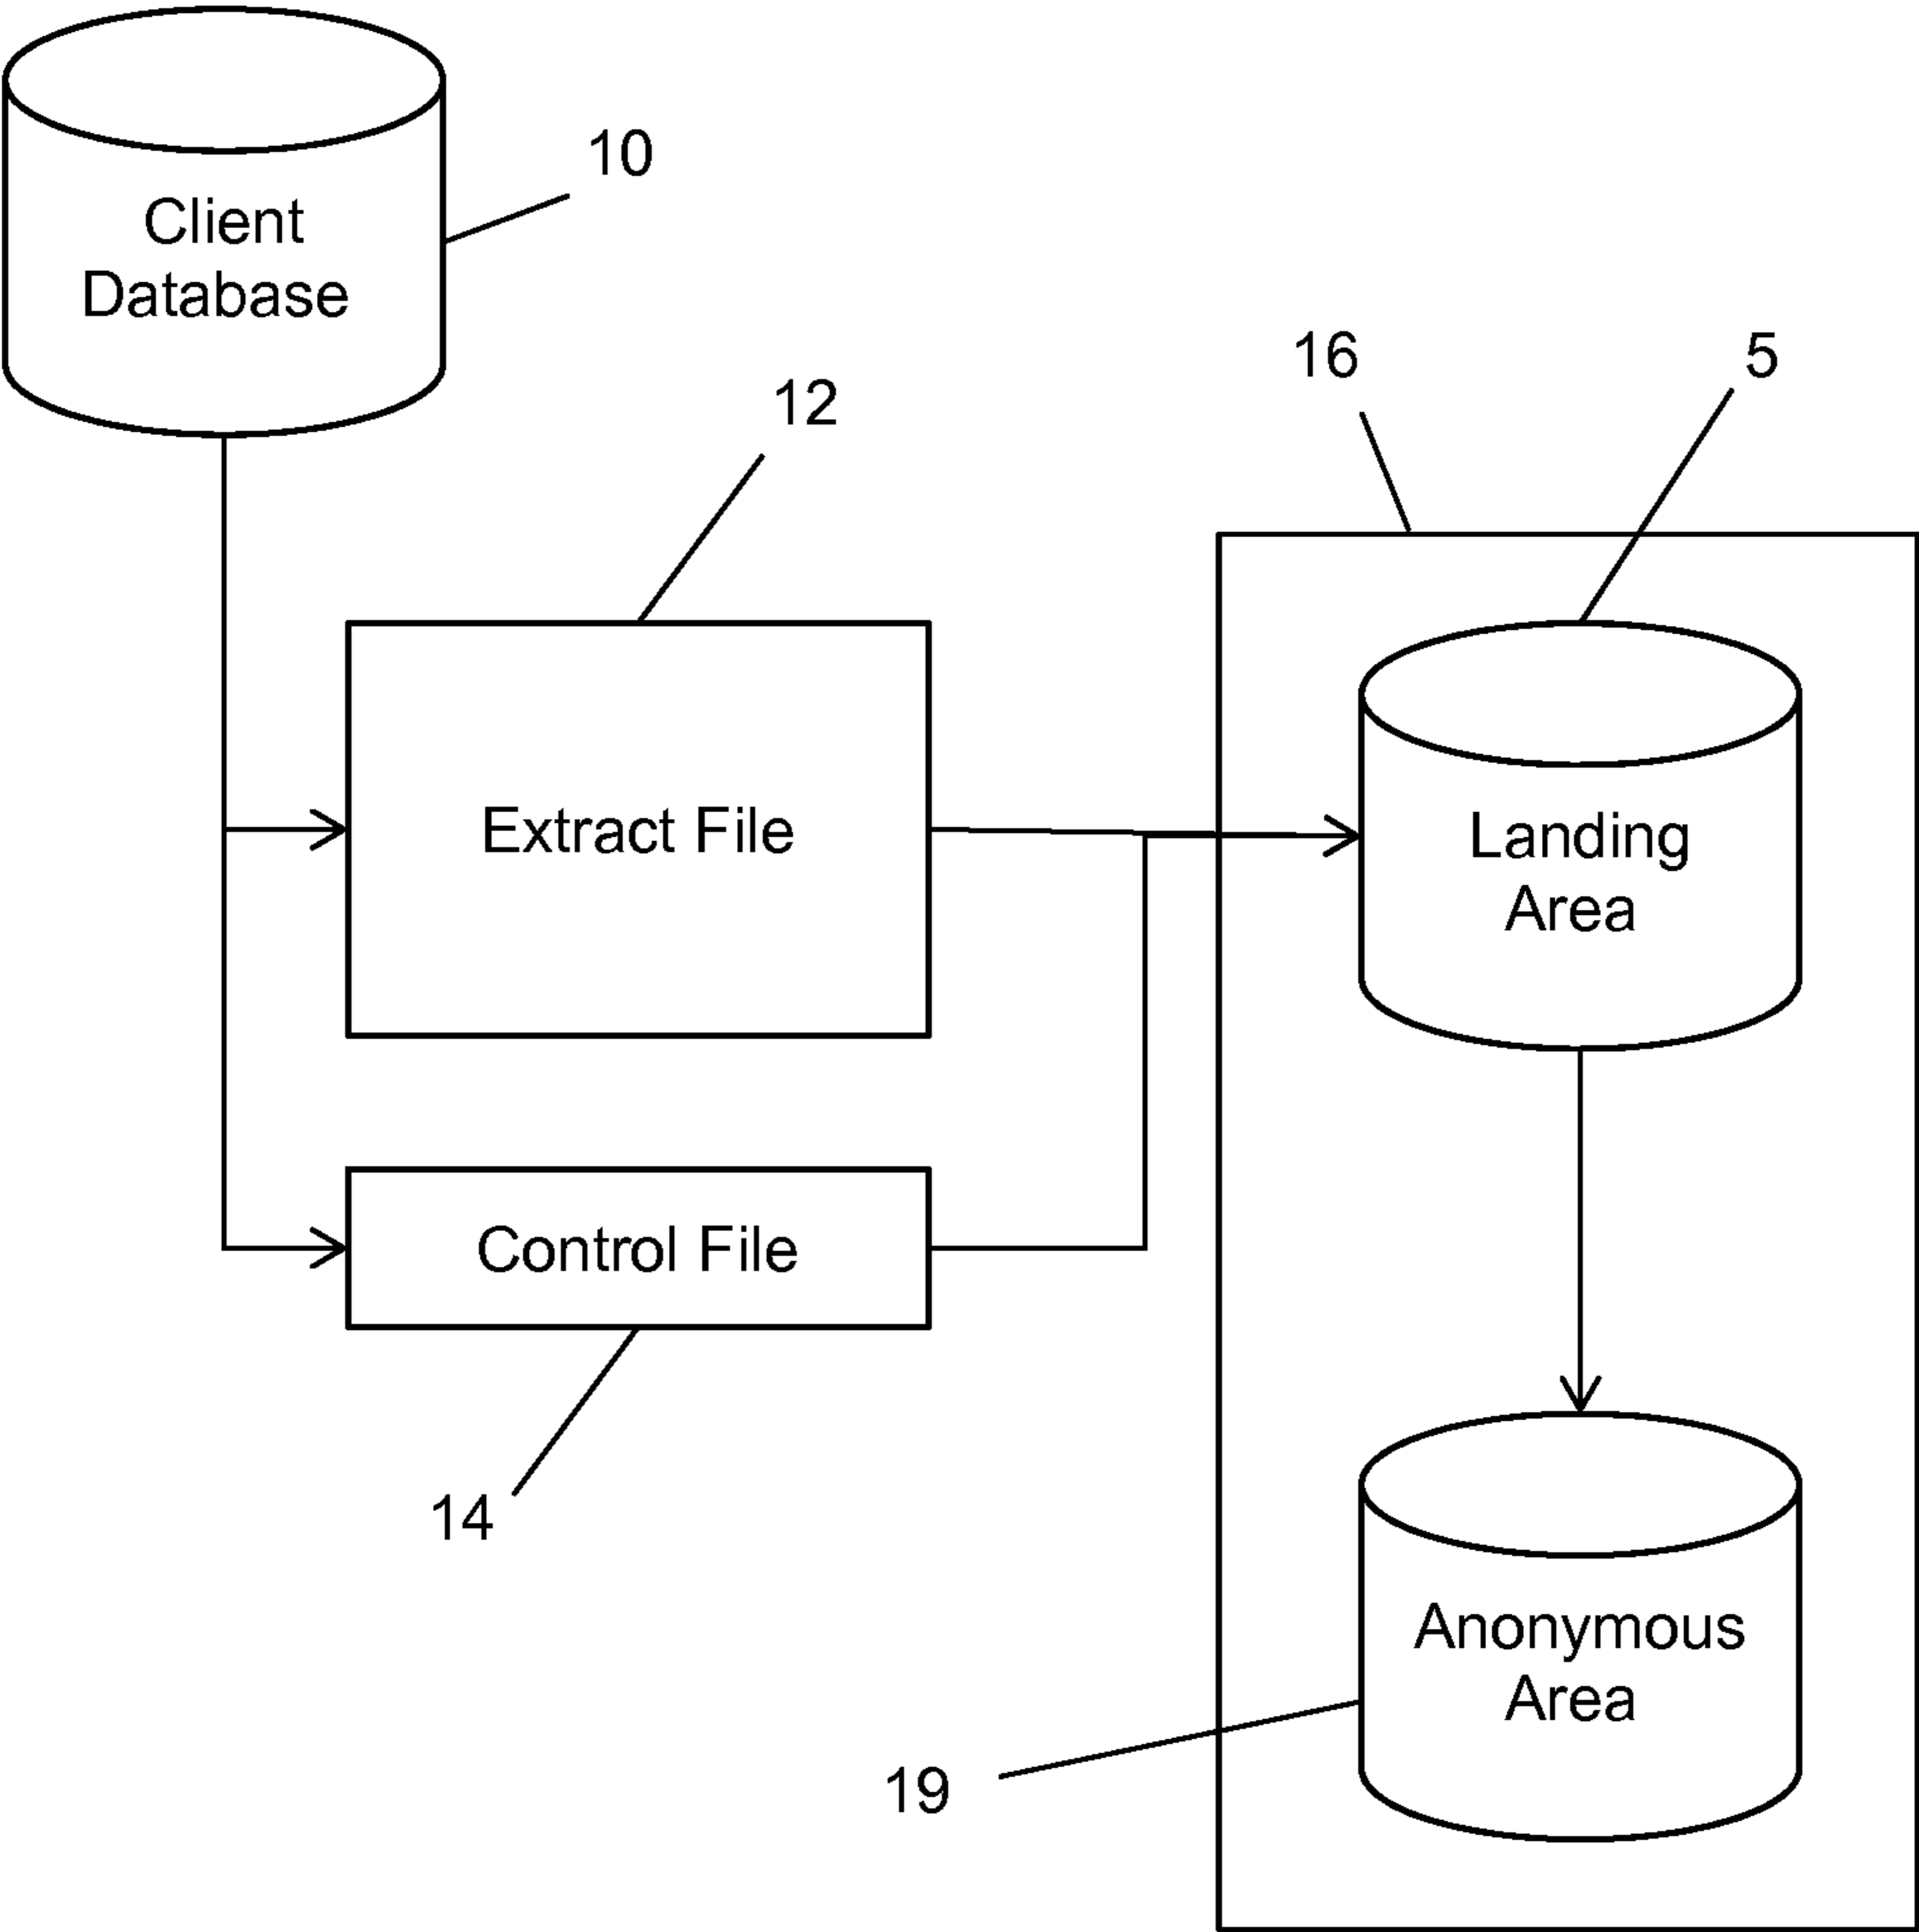 10
Client
Database
16
5
12
Extract File
Landing
Area
Control File
14
Anonymous
Area
19